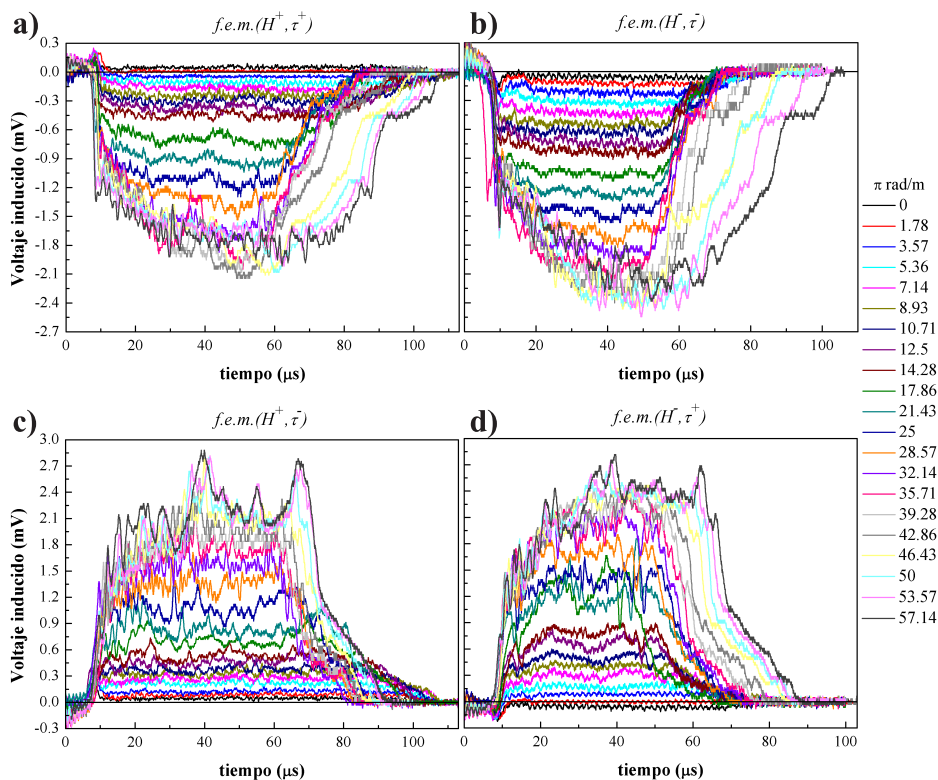 a)
f.e.m.(H⁺,τ⁺)
b)
f.e.m.(H⁻,τ⁻)
0.3
0.0
-0.3
-0.6
-0.9
-1.2
-1.5
-1.8
-2.1
-2.4
-2.7
Voltaje inducido (mV)
0 20 40 60 80 100
tiempo (μs)
0 20 40 60 80 100
tiempo (μs)
π rad/m
0
1.78
3.57
5.36
7.14
8.93
10.71
12.5
14.28
17.86
21.43
25
28.57
32.14
35.71
39.28
42.86
46.43
50
53.57
57.14
c)
f.e.m.(H⁺,τ⁻)
d)
f.e.m.(H⁻,τ⁺)
3.0
2.7
2.4
2.1
1.8
1.5
1.2
0.9
0.6
0.3
0.0
-0.3
Voltaje inducido (mV)
0 20 40 60 80 100
tiempo (μs)
0 20 40 60 80 100
tiempo (μs)